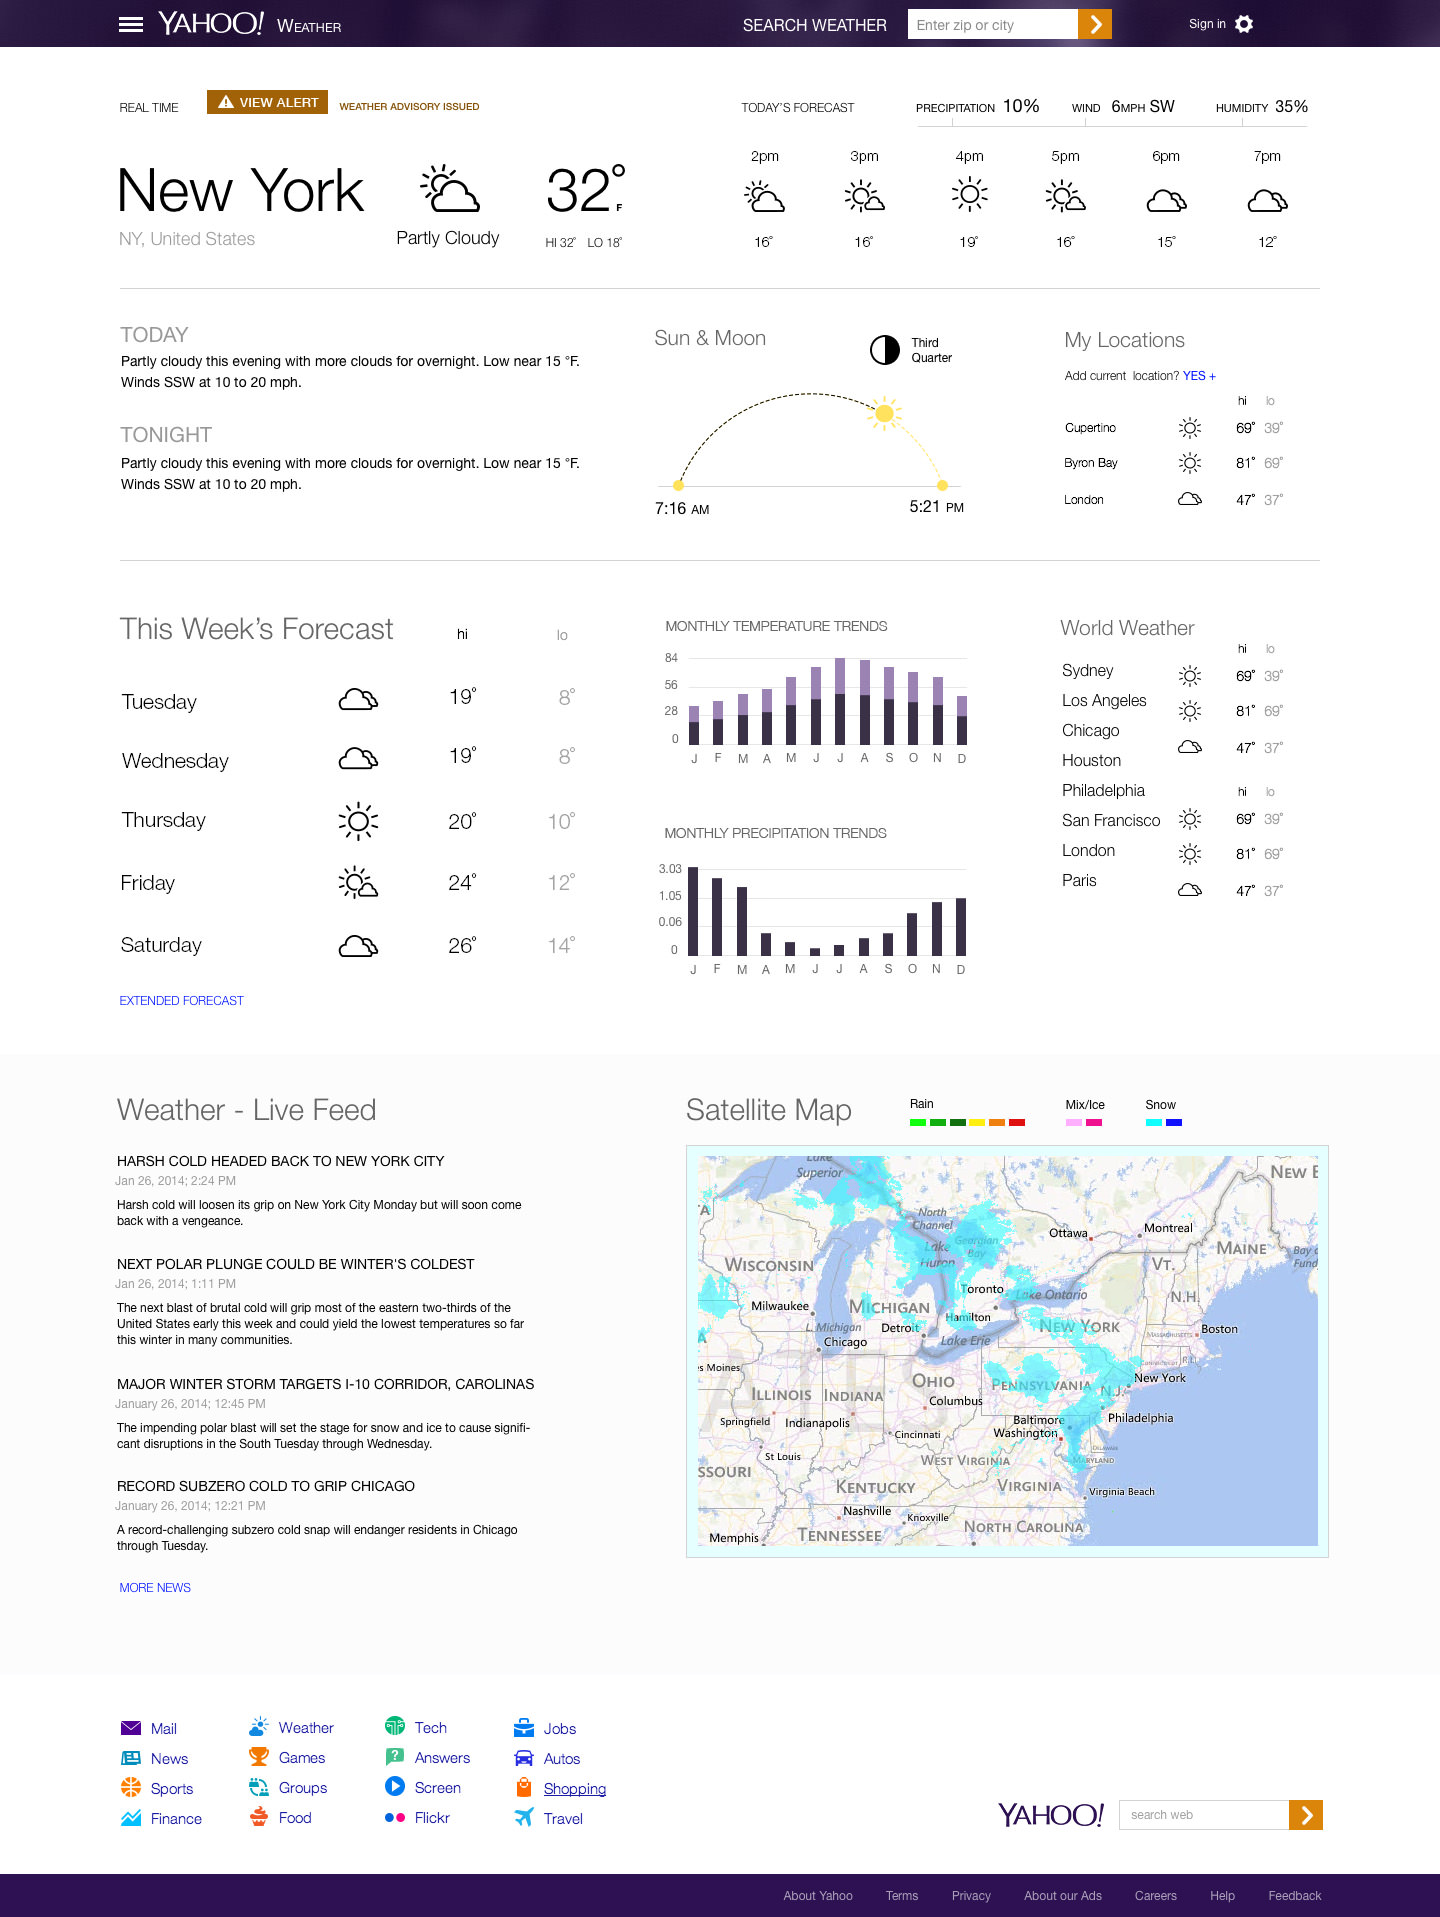 YAHOO! WEATHER
SEARCH WEATHER
Enter zip or city
Sign in
REAL TIME
VIEW ALERT
WEATHER ADVISORY ISSUED
New York
NY, United States
Partly Cloudy
32° F
HI 32° LO 18°
TODAY'S FORECAST
PRECIPITATION 10%
WIND 6MPH SW
HUMIDITY 35%
2pm 3pm 4pm 5pm 6pm 7pm
16° 16° 19° 16° 15° 12°
TODAY
Partly cloudy this evening with more clouds for overnight. Low near 15 °F.
Winds SSW at 10 to 20 mph.
TONIGHT
Partly cloudy this evening with more clouds for overnight. Low near 15 °F.
Winds SSW at 10 to 20 mph.
Sun & Moon
Third
Quarter
7:16 AM
5:21 PM
My Locations
Add current location? YES +
hi lo
Cupertino 69° 39°
Byron Bay 81° 69°
London 47° 37°
This Week's Forecast
hi lo
Tuesday 19° 8°
Wednesday 19° 8°
Thursday 20° 10°
Friday 24° 12°
Saturday 26° 14°
EXTENDED FORECAST
MONTHLY TEMPERATURE TRENDS
84
56
28
0
J F M A M J J A S O N D
MONTHLY PRECIPITATION TRENDS
3.03
1.05
0.06
0
J F M A M J J A S O N D
World Weather
hi lo
Sydney
Los Angeles
Chicago
Houston
Philadelphia
San Francisco
London
Paris
69° 39°
81° 69°
47° 37°
hi lo
69° 39°
81° 69°
47° 37°
Weather - Live Feed
HARSH COLD HEADED BACK TO NEW YORK CITY
Jan 26, 2014; 2:24 PM
Harsh cold will loosen its grip on New York City Monday but will soon come
back with a vengeance.
NEXT POLAR PLUNGE COULD BE WINTER'S COLDEST
Jan 26, 2014; 1:11 PM
The next blast of brutal cold will grip most of the eastern two-thirds of the
United States early this week and could yield the lowest temperatures so far
this winter in many communities.
MAJOR WINTER STORM TARGETS I-10 CORRIDOR, CAROLINAS
January 26, 2014; 12:45 PM
The impending polar blast will set the stage for snow and ice to cause signifi-
cant disruptions in the South Tuesday through Wednesday.
RECORD SUBZERO COLD TO GRIP CHICAGO
January 26, 2014; 12:21 PM
A record-challenging subzero cold snap will endanger residents in Chicago
through Tuesday.
MORE NEWS
Satellite Map
Rain
Mix/Ice
Snow
Lake
Superior
NEW E
TA
North
Channel
Georgian
Bay
Lake
Huron
Ottawa
Montreal
MAINE
Bay o
Fund
VT.
WISCONSIN
Toronto
Lake Ontario
N.H.
Milwaukee
MICHIGAN
Hamilton
NEW YORK
L. Michigan
Detroit
Lake Erie
MASSACHUSETTS
Boston
A
Chicago
CONNECTICUT
R.I.
es Moines
ATES
ILLINOIS
INDIANA
OHIO
PENNSYLVANIA
N.J.
New York
Columbus
Springfield
Indianapolis
Cincinnati
Baltimore
Washington
Philadelphia
St Louis
WEST VIRGINIA
DELAWARE
MARYLAND
SSOURI
KENTUCKY
VIRGINIA
Virginia Beach
Nashville
Knoxville
Memphis
TENNESSEE
NORTH CAROLINA
Mail
News
Sports
Finance
Weather
Games
Groups
Food
Tech
Answers
Screen
Flickr
Jobs
Autos
Shopping
Travel
YAHOO!
search web
About Yahoo
Terms
Privacy
About our Ads
Careers
Help
Feedback